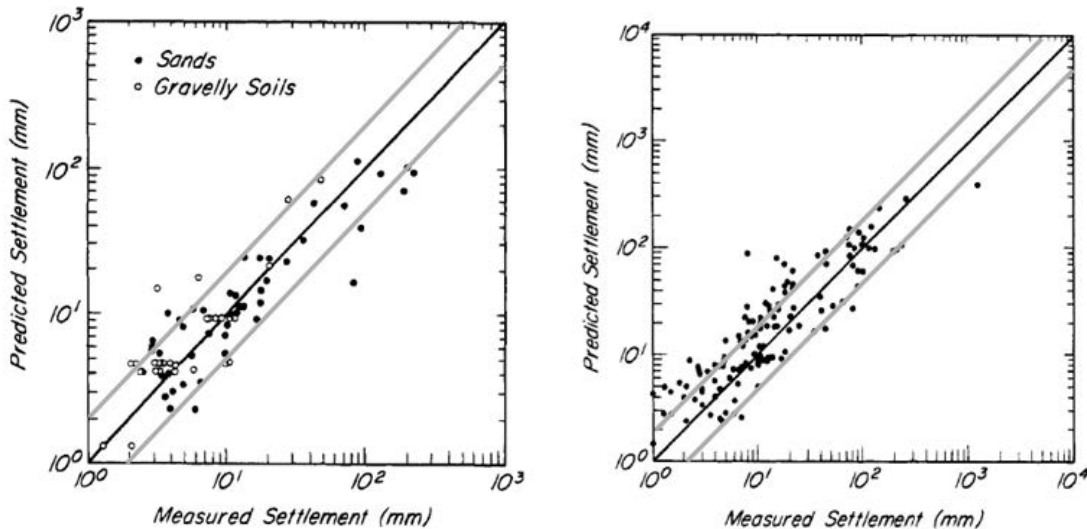 10³
● Sands
○ Gravelly Soils
10²
10¹
10⁰
Predicted Settlement (mm)
10⁰ 10¹ 10² 10³
Measured Settlement (mm)
10⁴
10³
10²
10¹
10⁰
Predicted Settlement (mm)
10⁰ 10¹ 10² 10³ 10⁴
Measured Settlement (mm)